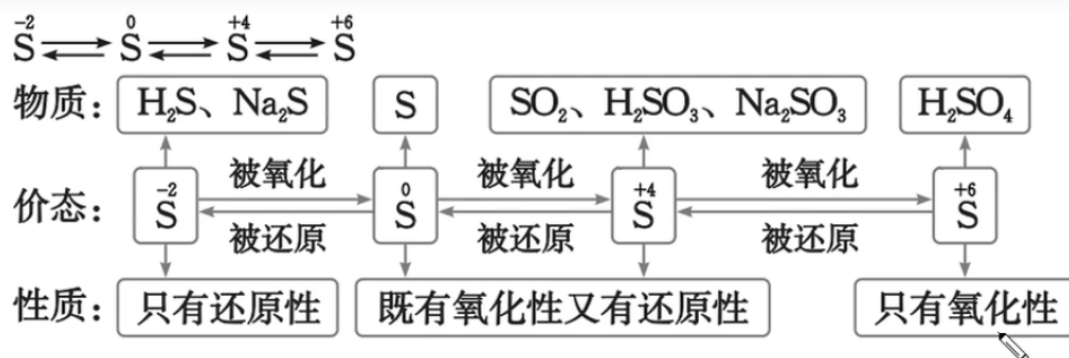 -2 0 +4 +6
S⇌S⇌S⇌S
物质： H₂S、Na₂S S SO₂、H₂SO₃、Na₂SO₃ H₂SO₄
被氧化 被氧化 被氧化
-2 0 +4 +6
价态： S S S S
被还原 被还原 被还原
性质： 只有还原性 既有氧化性又有还原性 只有氧化性